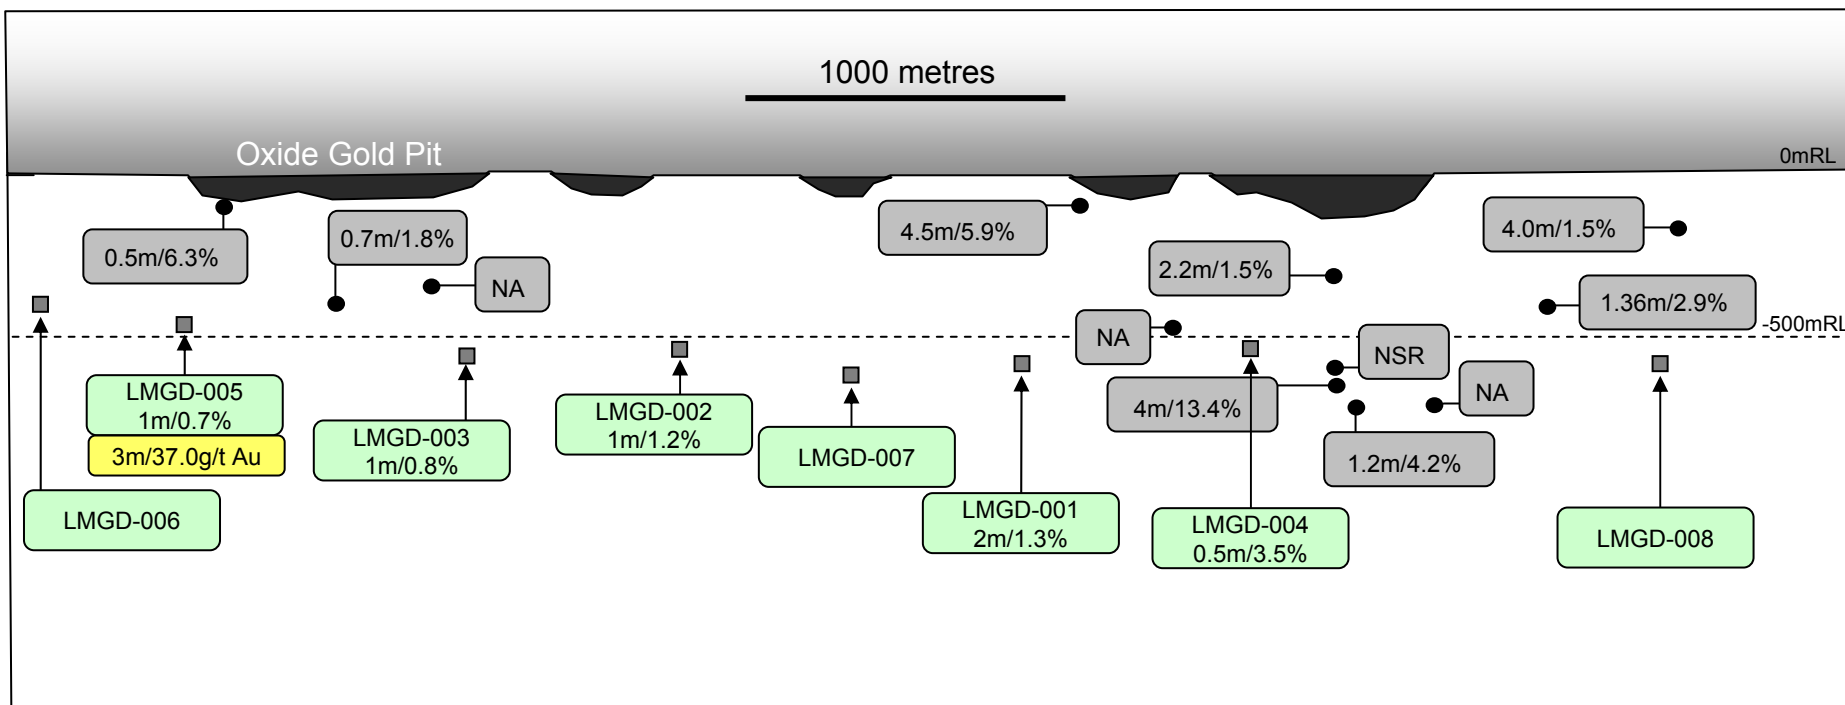 1000 metres
Oxide Gold Pit
0mRL
0.5m/6.3%
0.7m/1.8%
NA
4.5m/5.9%
2.2m/1.5%
4.0m/1.5%
1.36m/2.9%
-500mRL
NA
NSR
4m/13.4%
NA
1.2m/4.2%
LMGD-005
1m/0.7%
3m/37.0g/t Au
LMGD-003
1m/0.8%
LMGD-002
1m/1.2%
LMGD-007
LMGD-006
LMGD-001
2m/1.3%
LMGD-004
0.5m/3.5%
LMGD-008